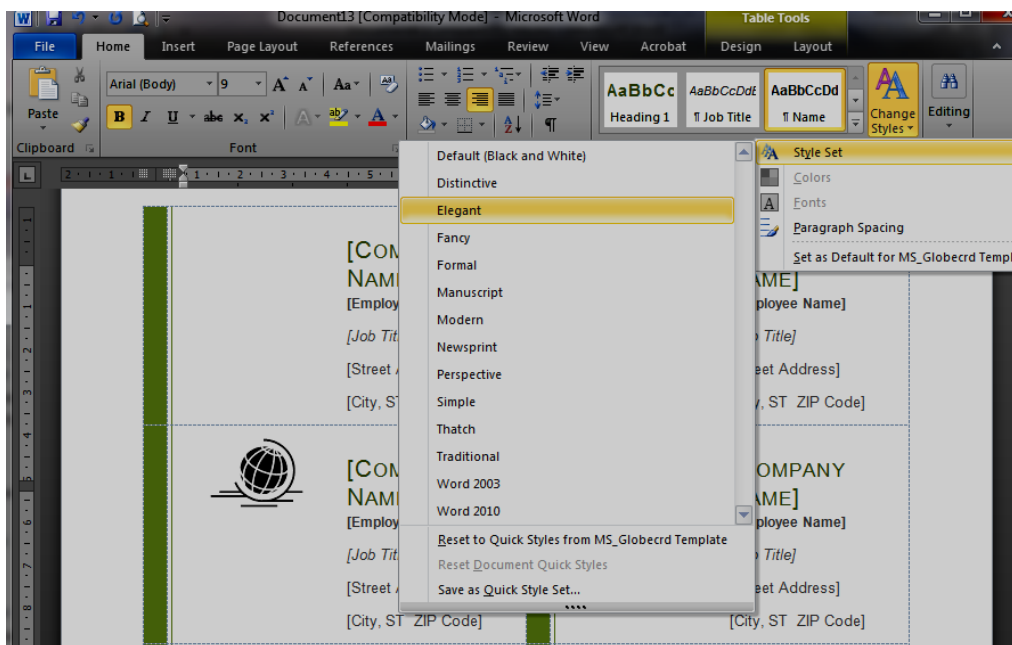 Document13 [Compatibility Mode] - Microsoft Word
Table Tools
File Home Insert Page Layout References Mailings Review View Acrobat Design Layout
Paste
Arial (Body) 9
B I U abc
AaBbCc AaBbCcDdE AaBbCcDd
Heading 1 ¶ Job Title ¶ Name
Change Styles
Editing
Clipboard
Font
Style Set
Colors
Fonts
Paragraph Spacing
Set as Default for MS_Globecrd Templ
Default (Black and White)
Distinctive
Elegant
Fancy
Formal
Manuscript
Modern
Newsprint
Perspective
Simple
Thatch
Traditional
Word 2003
Word 2010
Reset to Quick Styles from MS_Globecrd Template
Reset Document Quick Styles
Save as Quick Style Set...
[COM
NAM
[Employ
[Job Tit
[Street
[City, S
AME]
ployee Name]
Title]
eet Address]
y, ST ZIP Code]
[COM
NAM
[Employ
[Job Tit
[Street
[City, ST ZIP Code]
OMPANY
AME]
ployee Name]
Title]
eet Address]
[City, ST ZIP Code]